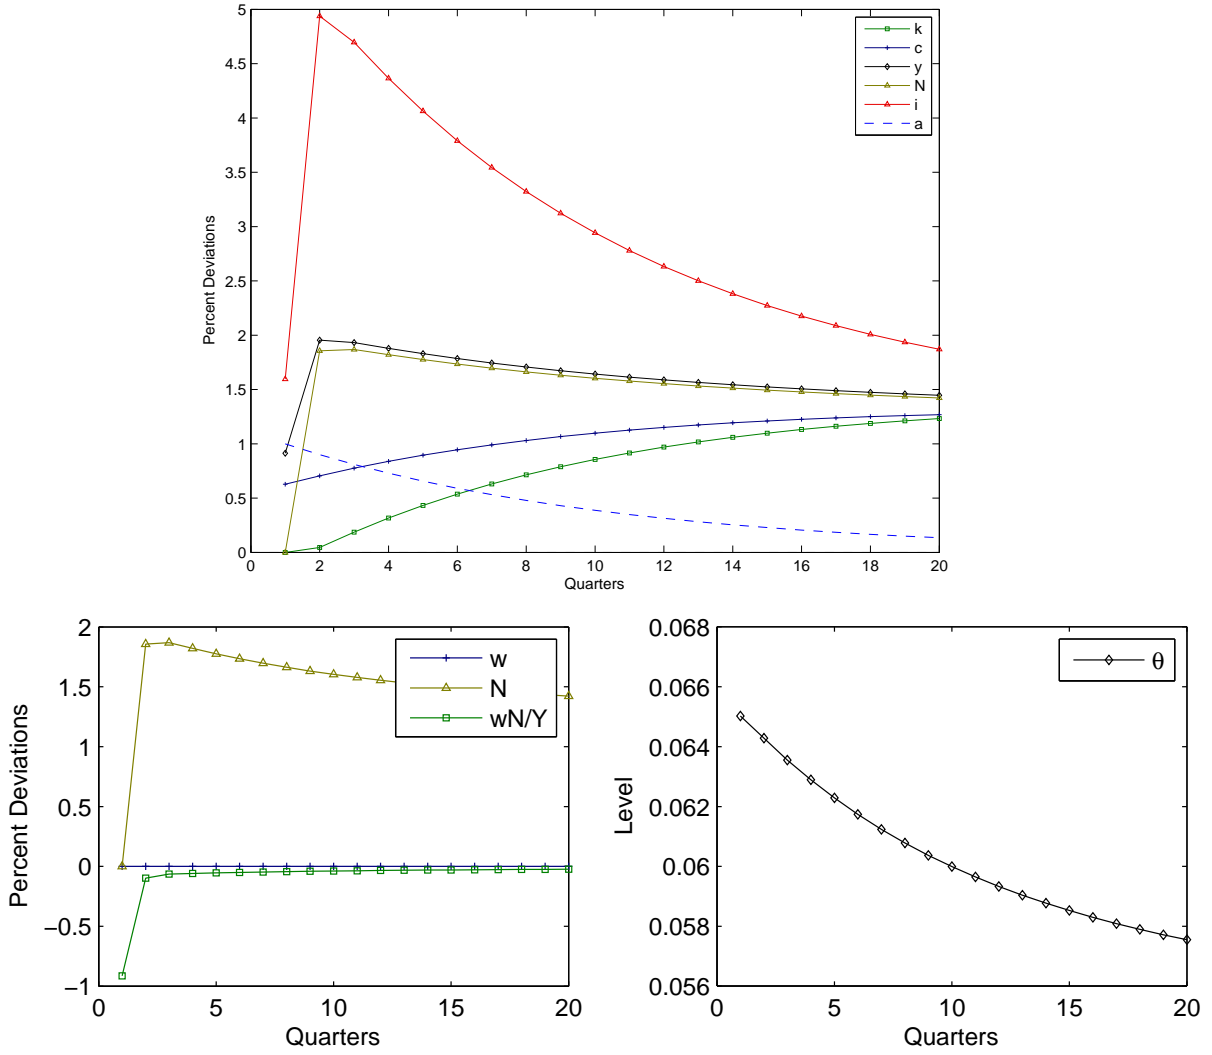 5
4.5
4
3.5
3
2.5
2
1.5
1
0.5
0
Percent Deviations
0 2 4 6 8 10 12 14 16 18 20
Quarters
k
c
y
N
i
a
2
1.5
1
0.5
0
−0.5
−1
Percent Deviations
0 5 10 15 20
Quarters
w
N
wN/Y
0.068
0.066
0.064
0.062
0.06
0.058
0.056
Level
0 5 10 15 20
Quarters
θ